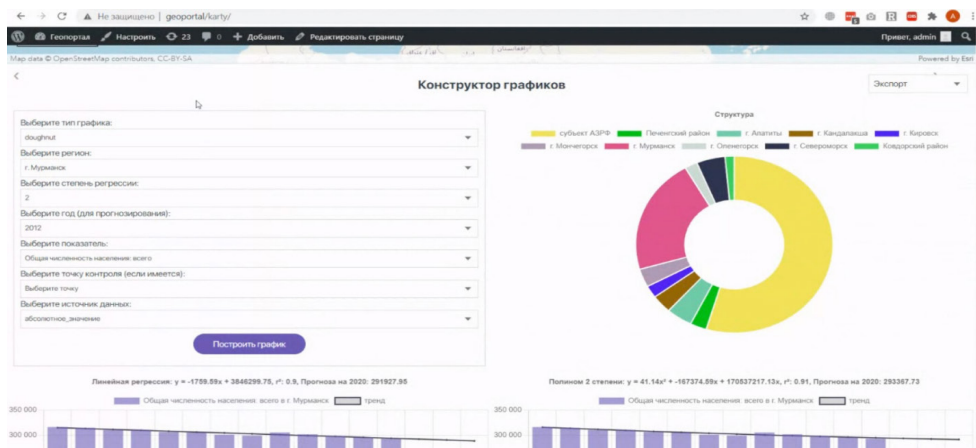 Не защищено | geoportal/karty/
Геопортал Настроить 23 0 Добавить Редактировать страницу Привет, admin
Map data © OpenStreetMap contributors, CC-BY-SA Powered by Esri
Конструктор графиков
Экспорт
Выберите тип графика:
doughnut
Выберите регион:
г. Мурманск
Выберите степень регрессии:
2
Выберите год (для прогнозирования):
2012
Выберите показатель:
Общая численность населения: всего
Выберите точку контроля (если имеется):
Выберите точку
Выберите источник данных:
абсолютное_значение
Построить график
Структура
субъект АЗРФ Печенгский район г. Апатиты г. Кандалакша г. Кировск
г. Мончегорск г. Мурманск г. Оленегорск г. Североморск Ковдорский район
Линейная регрессия: y = -1759.59x + 3846299.75, r²: 0.9, Прогноз на 2020: 291927.95
Общая численность населения: всего в г. Мурманск тренд
350 000
300 000
Полином 2 степени: y = 41.14x² + -167374.59x + 170537217.13x, r²: 0.91, Прогноз на 2020: 293367.73
Общая численность населения: всего в г. Мурманск тренд
350 000
300 000